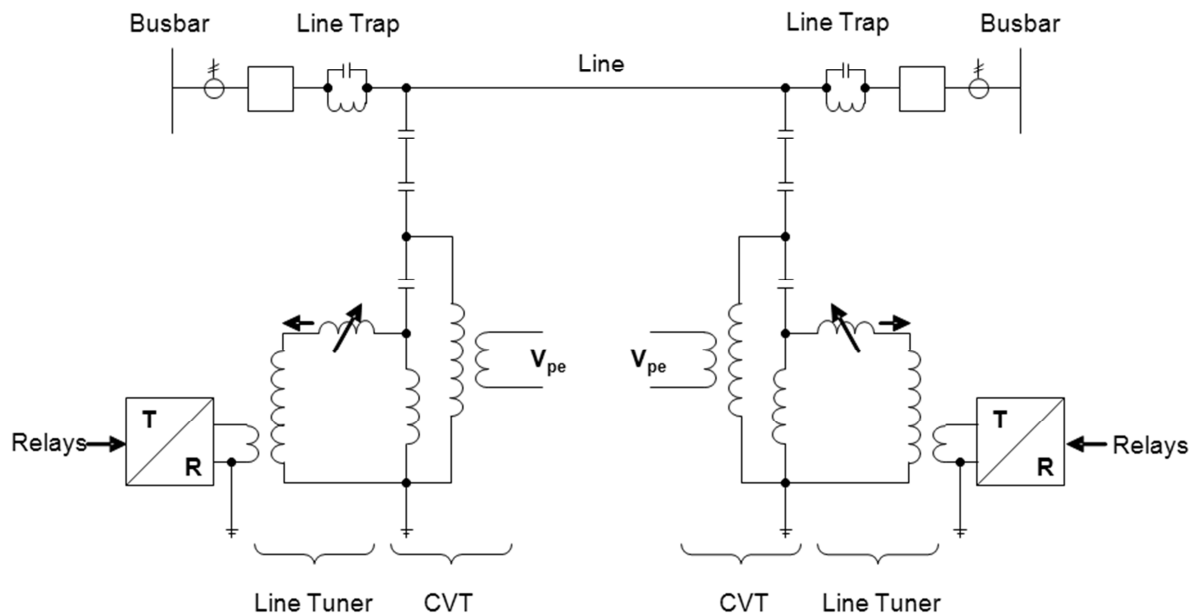 Busbar
Line Trap
Line
Line Trap
Busbar
Vpe
Vpe
T
R
Relays
T
R
Relays
Line Tuner
CVT
CVT
Line Tuner